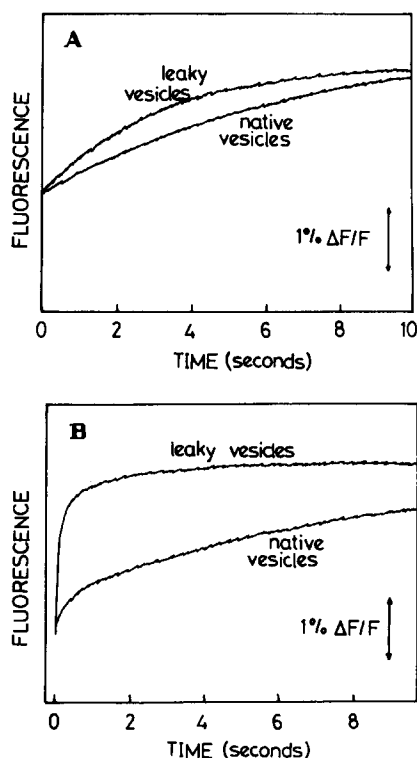 A
leaky
vesicles
native
vesicles
FLUORESCENCE
1% ΔF/F
0 2 4 6 8 10
TIME (seconds)
B
leaky vesicles
native
vesicles
FLUORESCENCE
1% ΔF/F
0 2 4 6 8
TIME (seconds)